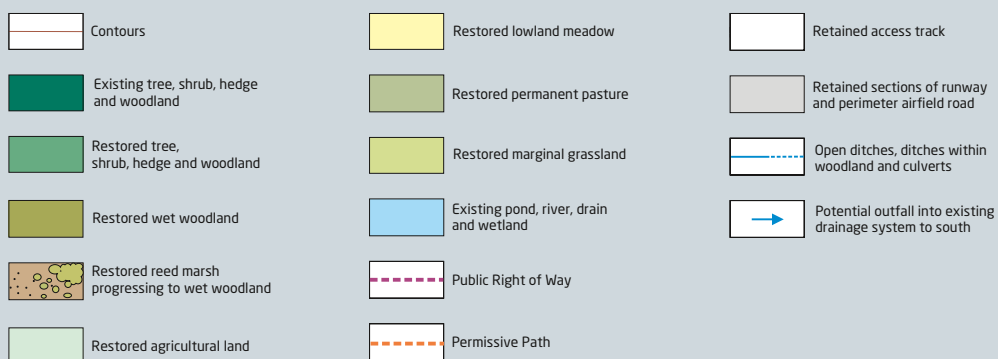 Contours
Existing tree, shrub, hedge
and woodland
Restored tree,
shrub, hedge and woodland
Restored wet woodland
Restored reed marsh
progressing to wet woodland
Restored agricultural land
Restored lowland meadow
Restored permanent pasture
Restored marginal grassland
Existing pond, river, drain
and wetland
Public Right of Way
Permissive Path
Retained access track
Retained sections of runway
and perimeter airfield road
Open ditches, ditches within
woodland and culverts
Potential outfall into existing
drainage system to south